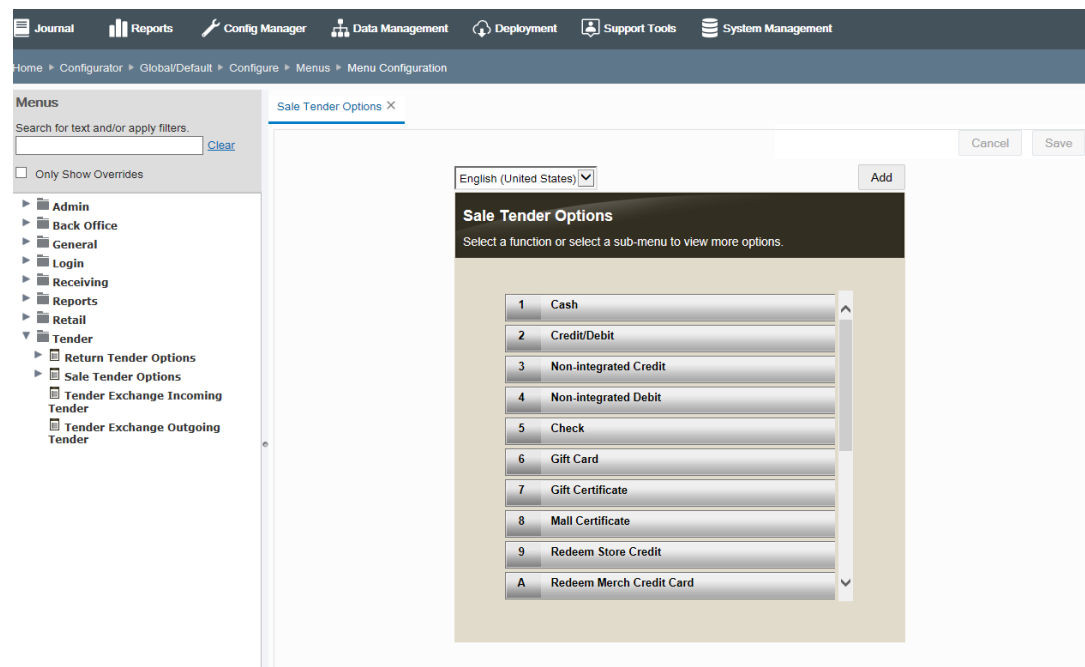 Journal Reports Config Manager Data Management Deployment Support Tools System Management
Home Configurator Global/Default Configure Menus Menu Configuration
Menus
Search for text and/or apply filters.
Clear
Only Show Overrides
Admin
Back Office
General
Login
Receiving
Reports
Retail
Tender
Return Tender Options
Sale Tender Options
Tender Exchange Incoming
Tender
Tender Exchange Outgoing
Tender
Sale Tender Options ×
Cancel Save
English (United States) Add
Sale Tender Options
Select a function or select a sub-menu to view more options.
1 Cash
2 Credit/Debit
3 Non-integrated Credit
4 Non-integrated Debit
5 Check
6 Gift Card
7 Gift Certificate
8 Mall Certificate
9 Redeem Store Credit
A Redeem Merch Credit Card